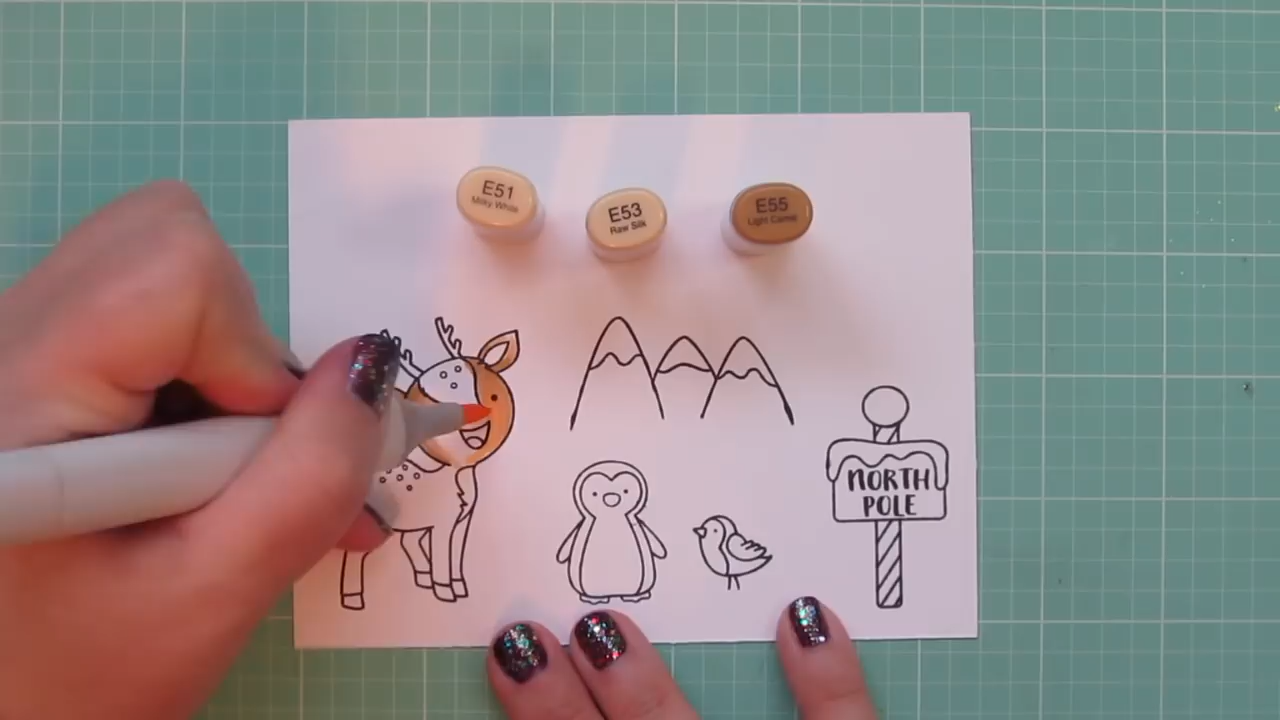 E51
Milky White
E53
Raw Silk
E55
Light Camel
NORTH
POLE